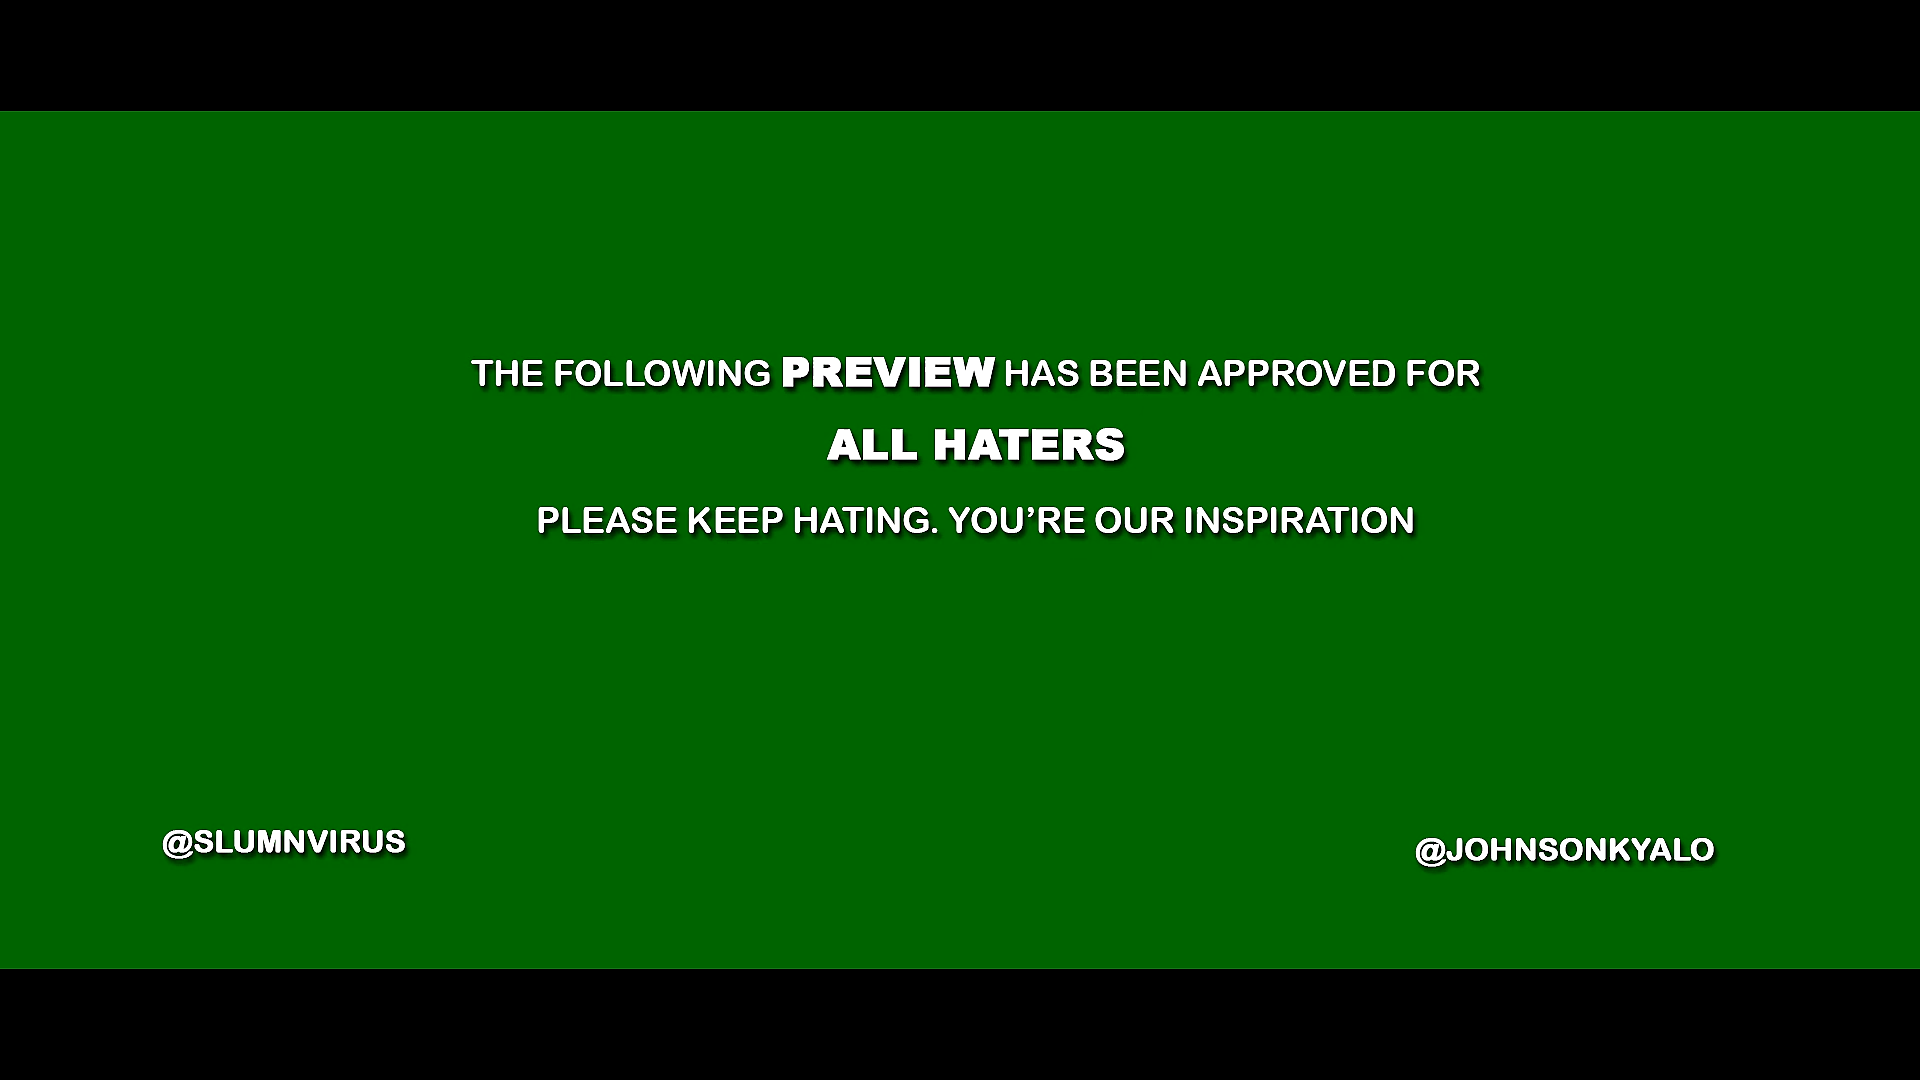 THE FOLLOWING PREVIEW HAS BEEN APPROVED FOR
ALL HATERS
PLEASE KEEP HATING. YOU’RE OUR INSPIRATION
@SLUMNVIRUS
@JOHNSONKYALO